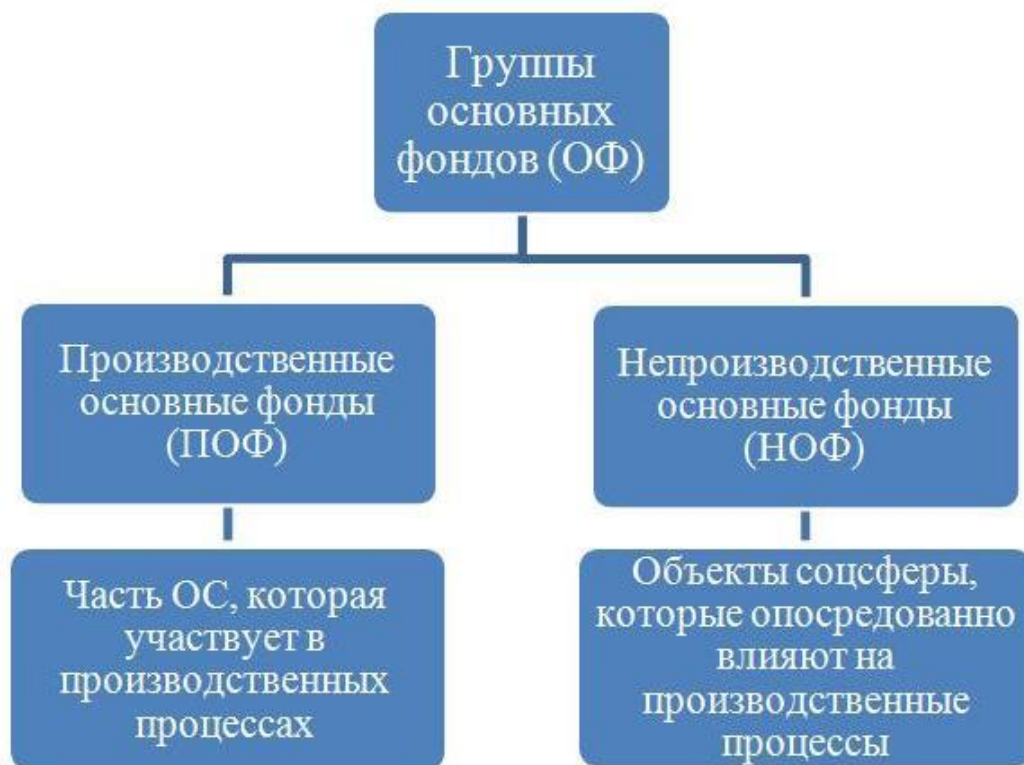 Группы
основных
фондов (ОФ)
Производственные
основные фонды
(ПОФ)
Непроизводственные
основные фонды
(НОФ)
Часть ОС, которая
участвует в
производственных
процессах
Объекты соцсферы,
которые опосредованно
влияют на
производственные
процессы